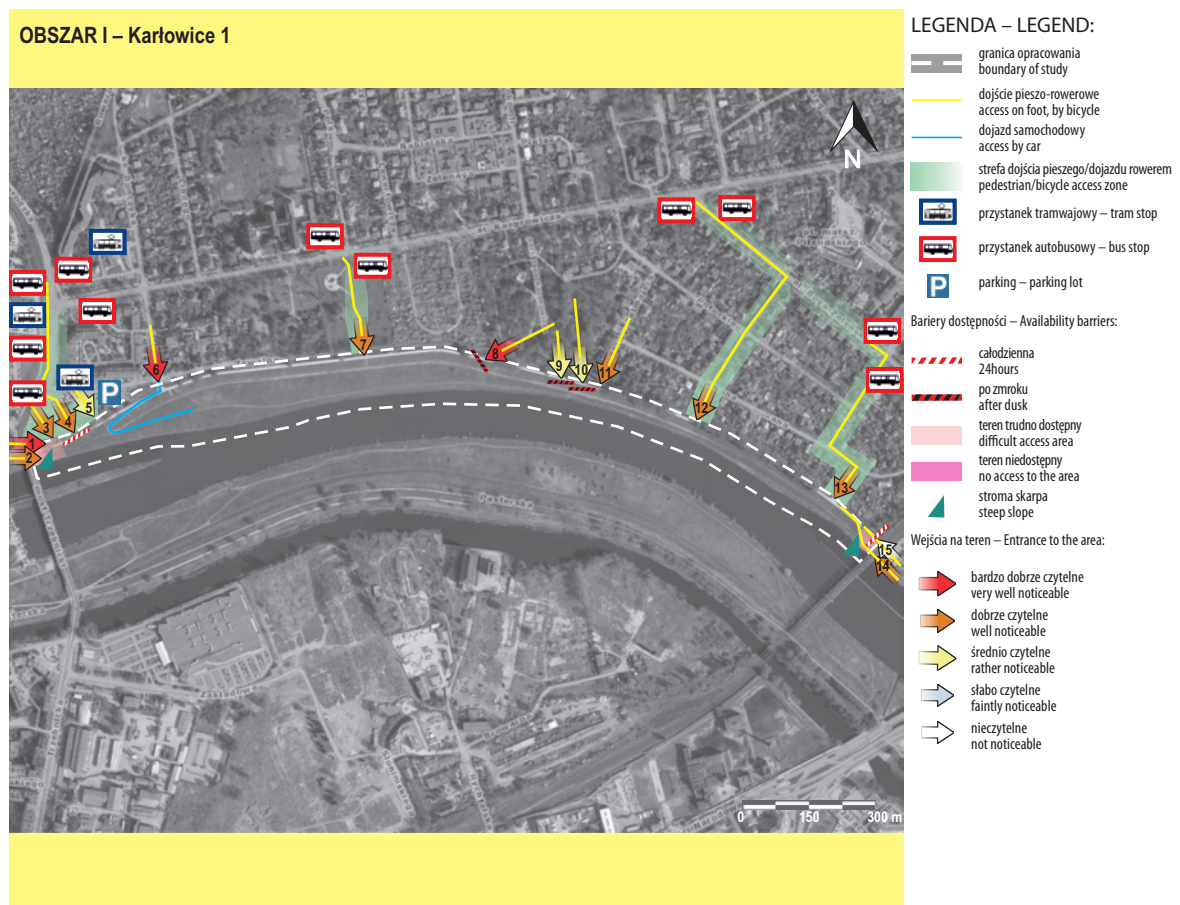 OBSZAR I – Karłowice 1
N
1
2
3
4
5
6
7
8
9
10
11
12
13
14
15
P
Pasterska
Zakładowa
0 150 300 m
LEGENDA – LEGEND:
granica opracowania
boundary of study
dojście pieszo-rowerowe
access on foot, by bicycle
dojazd samochodowy
access by car
strefa dojścia pieszego/dojazdu rowerem
pedestrian/bicycle access zone
przystanek tramwajowy – tram stop
przystanek autobusowy – bus stop
P
parking – parking lot
Bariery dostępności – Availability barriers:
całodzienna
24hours
po zmroku
after dusk
teren trudno dostępny
difficult access area
teren niedostępny
no access to the area
stroma skarpa
steep slope
Wejścia na teren – Entrance to the area:
bardzo dobrze czytelne
very well noticeable
dobrze czytelne
well noticeable
średnio czytelne
rather noticeable
słabo czytelne
faintly noticeable
nieczytelne
not noticeable